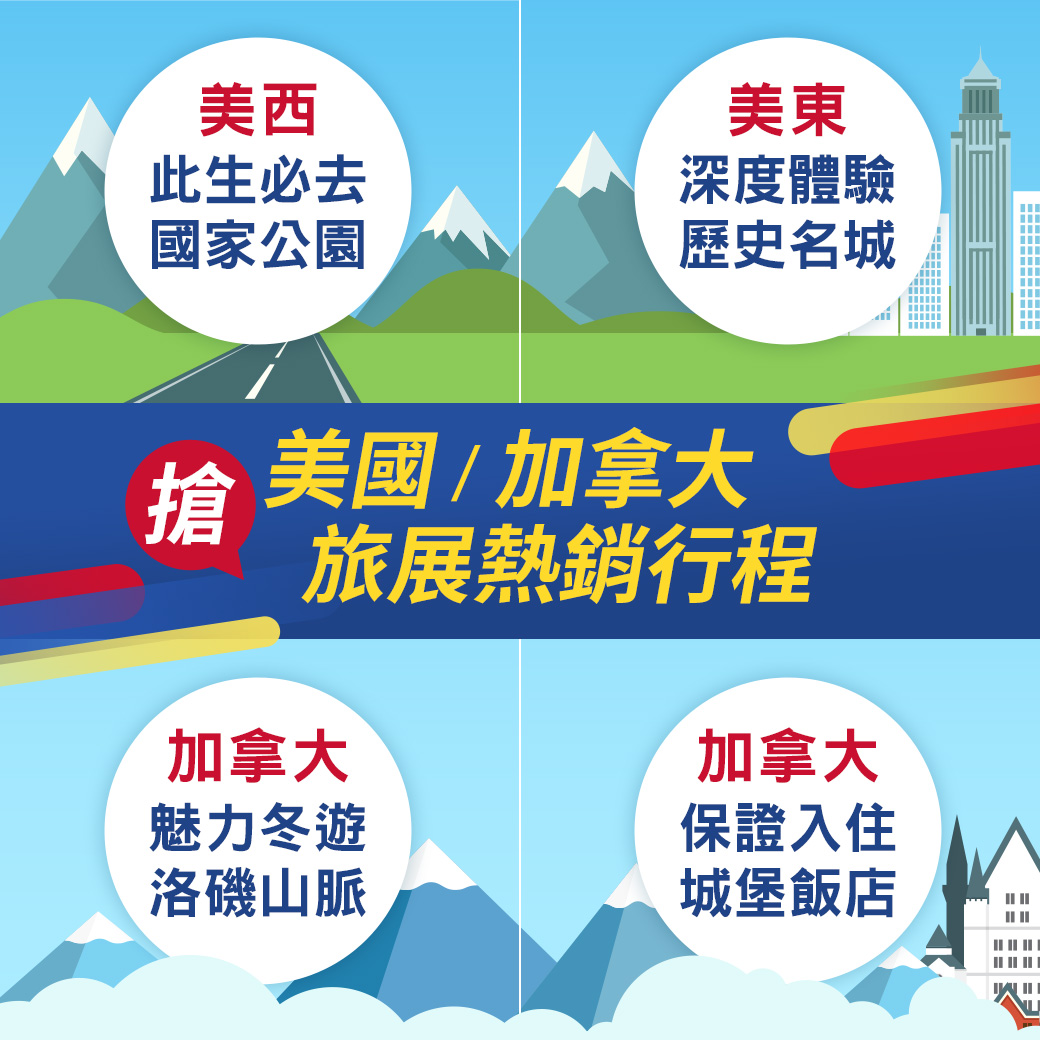 美西
此生必去
國家公園
美東
深度體驗
歷史名城
搶
美國 / 加拿大
旅展熱銷行程
加拿大
魅力冬遊
洛磯山脈
加拿大
保證入住
城堡飯店